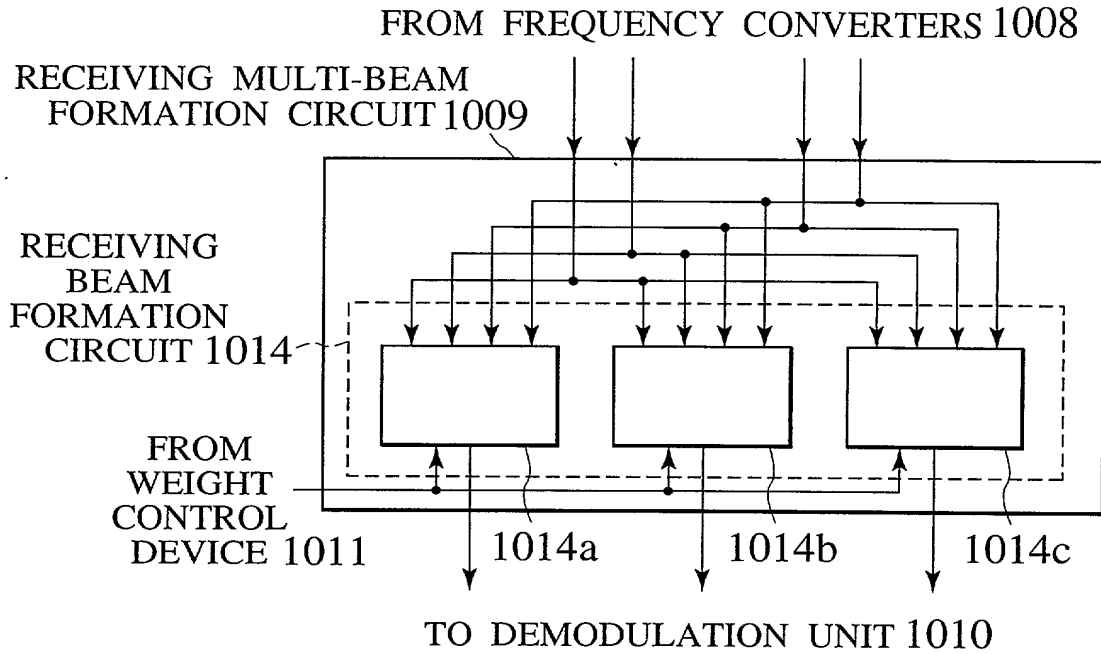 FROM FREQUENCY CONVERTERS 1008
RECEIVING MULTI-BEAM
FORMATION CIRCUIT 1009
RECEIVING
BEAM
FORMATION
CIRCUIT 1014
FROM
WEIGHT
CONTROL
DEVICE 1011
1014a
1014b
1014c
TO DEMODULATION UNIT 1010